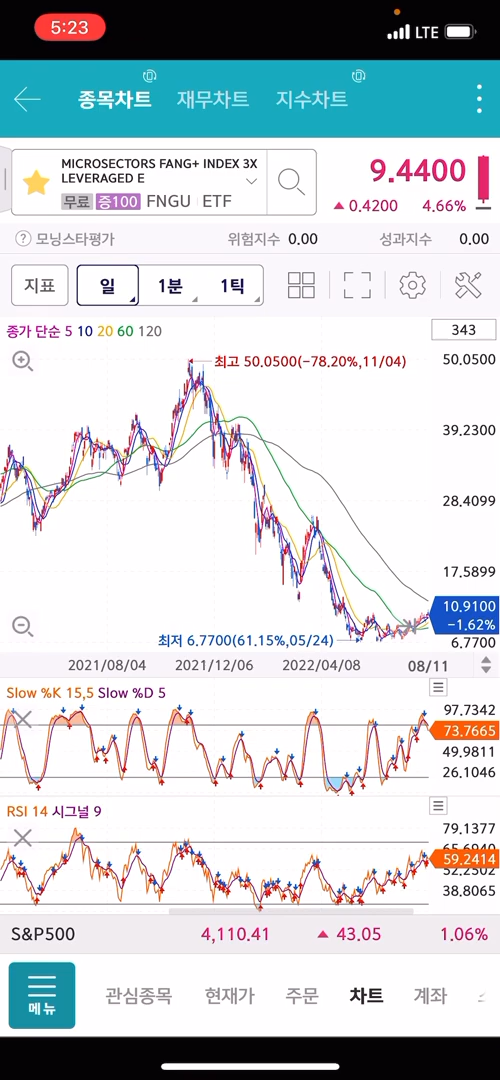 5:23
LTE
종목차트 재무차트 지수차트
MICROSECTORS FANG+ INDEX 3X
LEVERAGED E
무료 증100 FNGU ETF
9.4400
▲ 0.4200 4.66%
? 모닝스타평가 위험지수 0.00 성과지수 0.00
지표 일 1분 1틱
종가 단순 5 10 20 60 120
343
최고 50.0500(-78.20%,11/04)
50.0500
39.2300
28.4099
17.5899
10.9100
-1.62%
최저 6.7700(61.15%,05/24)
6.7700
2021/08/04 2021/12/06 2022/04/08 08/11
Slow %K 15,5 Slow %D 5
97.7342
73.7665
49.9811
26.1046
RSI 14 시그널 9
79.1377
59.2414
38.8065
S&P500 4,110.41 ▲ 43.05 1.06%
메뉴 관심종목 현재가 주문 차트 계좌